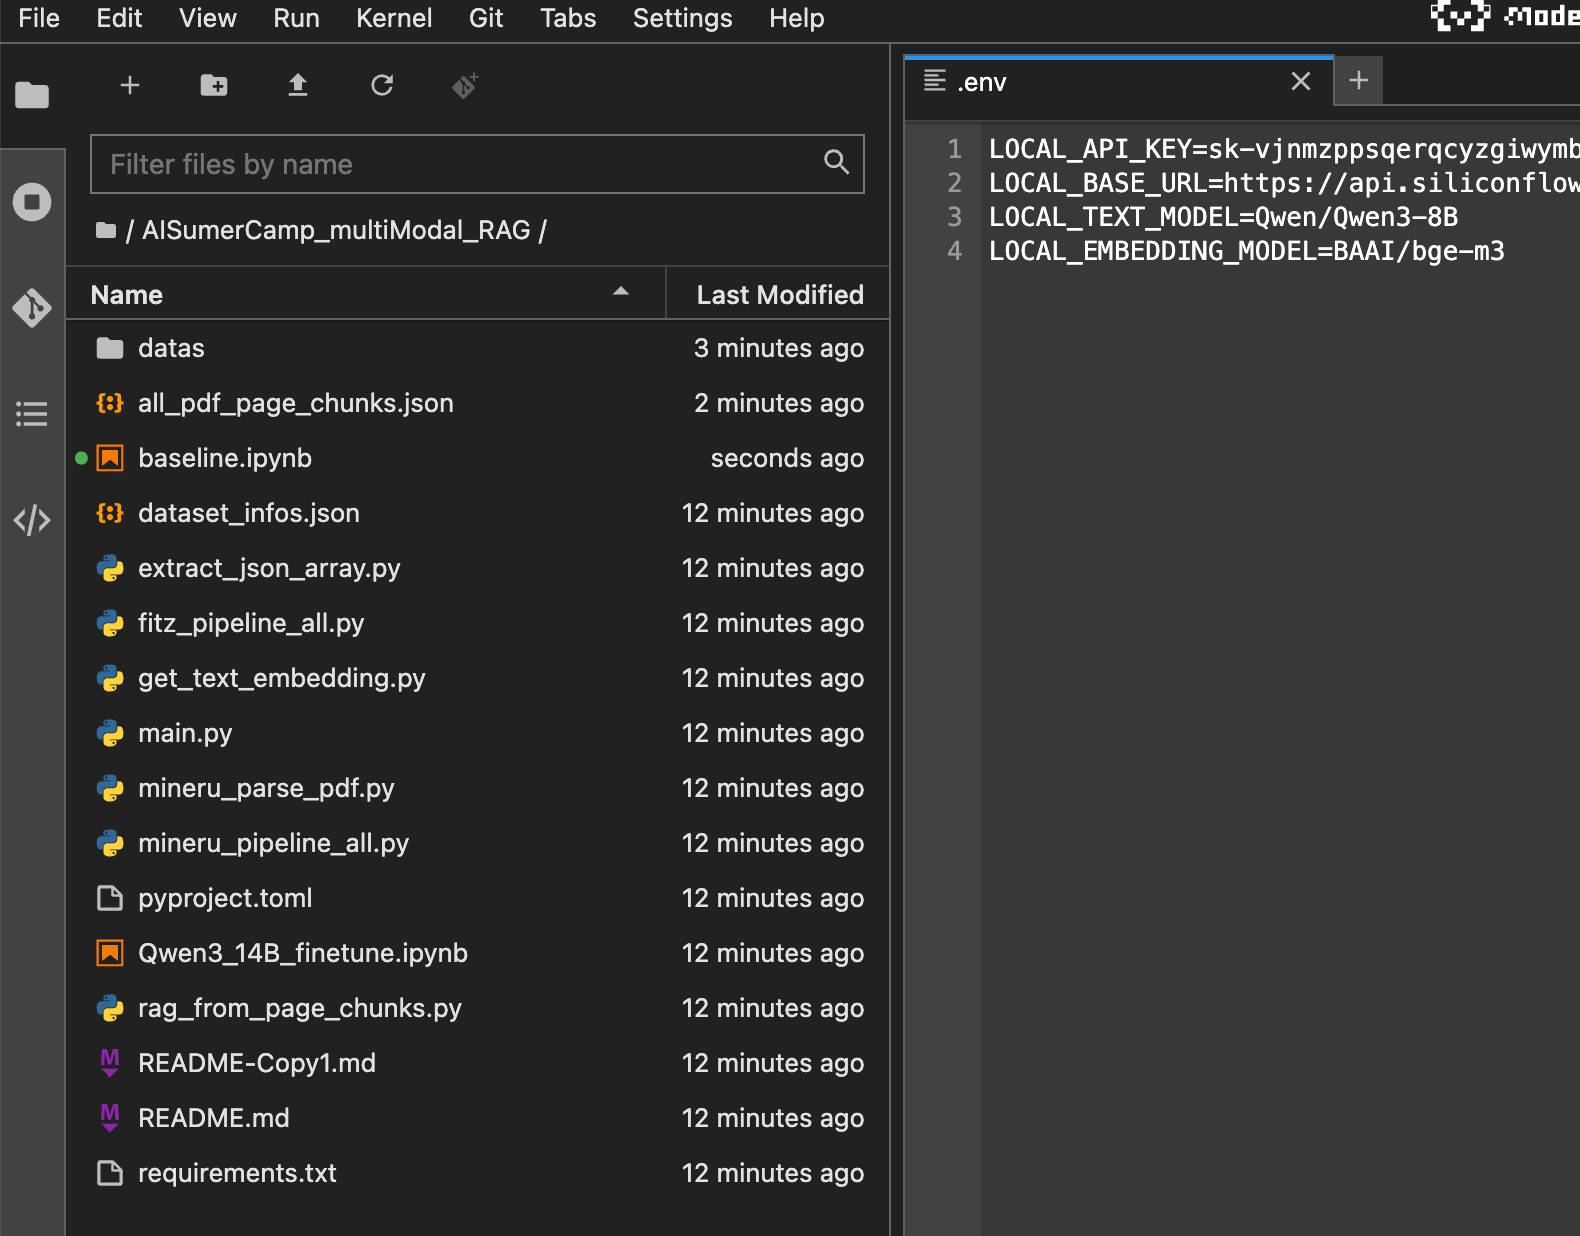 File Edit View Run Kernel Git Tabs Settings Help
Filter files by name
/ AISumerCamp_multiModal_RAG /
Name Last Modified
datas 3 minutes ago
all_pdf_page_chunks.json 2 minutes ago
baseline.ipynb seconds ago
dataset_infos.json 12 minutes ago
extract_json_array.py 12 minutes ago
fitz_pipeline_all.py 12 minutes ago
get_text_embedding.py 12 minutes ago
main.py 12 minutes ago
mineru_parse_pdf.py 12 minutes ago
mineru_pipeline_all.py 12 minutes ago
pyproject.toml 12 minutes ago
Qwen3_14B_finetune.ipynb 12 minutes ago
rag_from_page_chunks.py 12 minutes ago
README-Copy1.md 12 minutes ago
README.md 12 minutes ago
requirements.txt 12 minutes ago
.env
1 LOCAL_API_KEY=sk-vjnmzppsqerqcyzgiwymb
2 LOCAL_BASE_URL=https://api.siliconflow
3 LOCAL_TEXT_MODEL=Qwen/Qwen3-8B
4 LOCAL_EMBEDDING_MODEL=BAAI/bge-m3